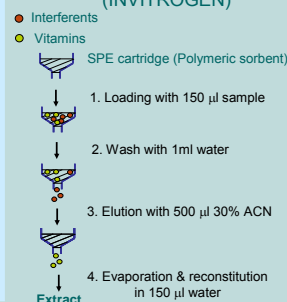 (INVITROGEN)
Interferents
Vitamins
SPE cartridge (Polymeric sorbent)
1. Loading with 150 µl sample
2. Wash with 1ml water
3. Elution with 500 µl 30% ACN
4. Evaporation & reconstitution
in 150 µl water
Extract